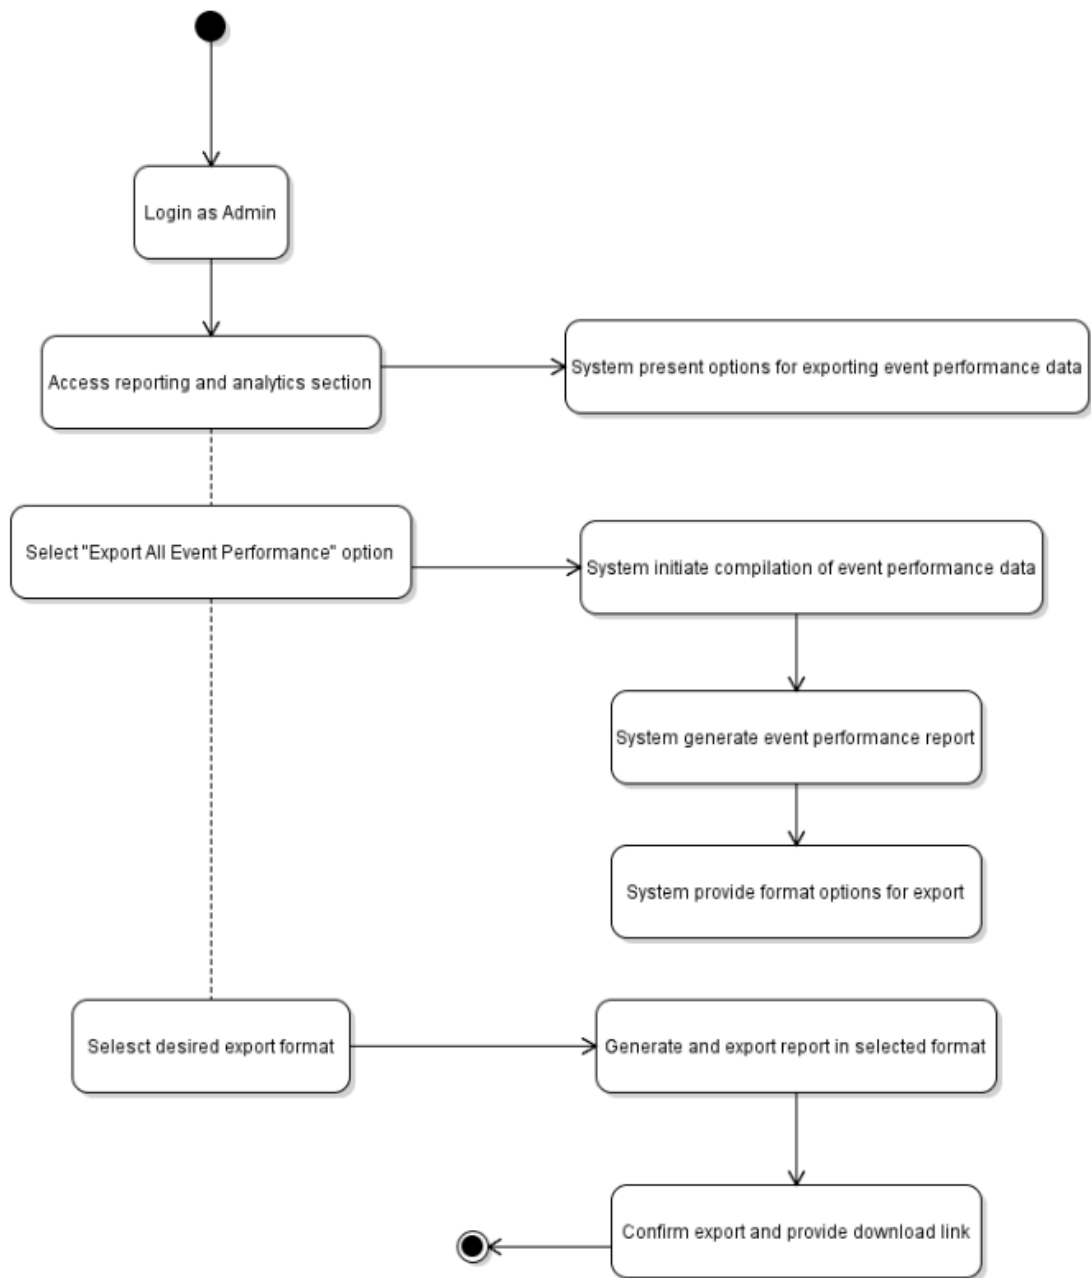 Login as Admin
Access reporting and analytics section
System present options for exporting event performance data
Select "Export All Event Performance" option
System initiate compilation of event performance data
System generate event performance report
System provide format options for export
Selesct desired export format
Generate and export report in selected format
Confirm export and provide download link